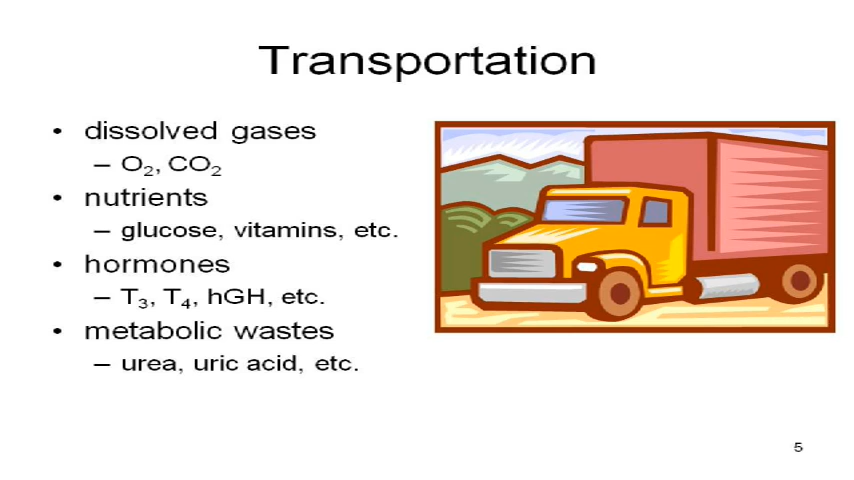 Transportation
• dissolved gases
– O₂, CO₂
• nutrients
– glucose, vitamins, etc.
• hormones
– T₃, T₄, hGH, etc.
• metabolic wastes
– urea, uric acid, etc.
5